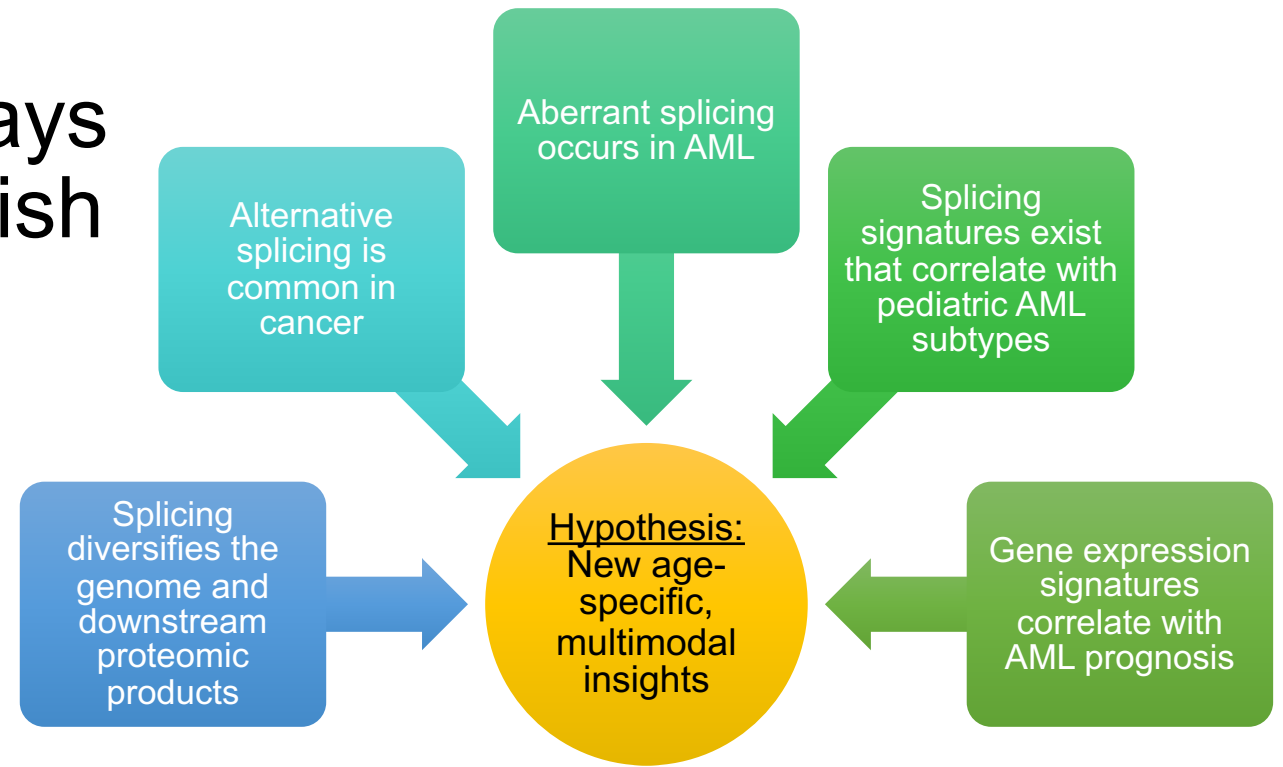 Alternative
splicing is
common in
cancer
Aberrant splicing
occurs in AML
Splicing
signatures exist
that correlate with
pediatric AML
subtypes
Splicing
diversifies the
genome and
downstream
proteomic
products
Hypothesis:
New age-
specific,
multimodal
insights
Gene expression
signatures
correlate with
AML prognosis